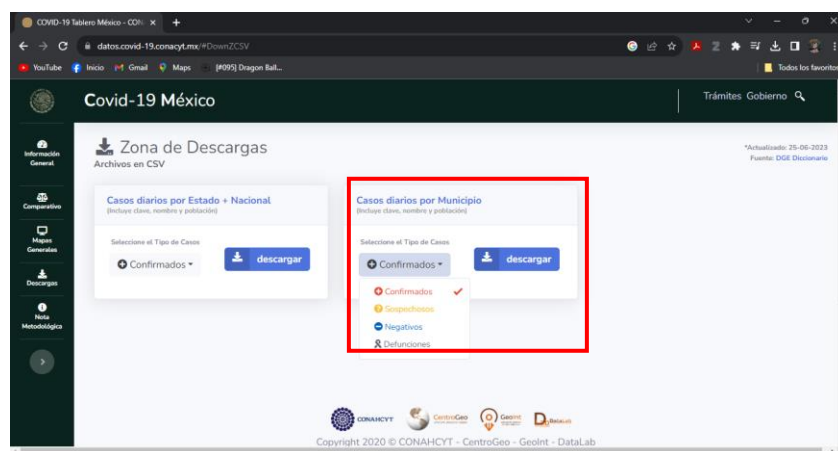 COVID-19 Tablero México - CON
datos.covid-19.conacyt.mx/#DownZCSV
YouTube Inicio Gmail Maps [#095] Dragon Ball... Todos los favoritos
Covid-19 México
Trámites Gobierno
Información General
Comparativo
Mapas Generales
Descargas
Nota Metodológica
Zona de Descargas
Archivos en CSV
*Actualizado: 25-06-2023
Fuente: DGE Diccionario
Casos diarios por Estado + Nacional
(Incluye clave, nombre y población)
Seleccione el Tipo de Casos
Confirmados
descargar
Casos diarios por Municipio
(Incluye clave, nombre y población)
Seleccione el Tipo de Casos
Confirmados
descargar
Confirmados
Sospechosos
Negativos
Defunciones
CONAHCYT CentroGeo GeoInt DataLab
Copyright 2020 © CONAHCYT - CentroGeo - GeoInt - DataLab